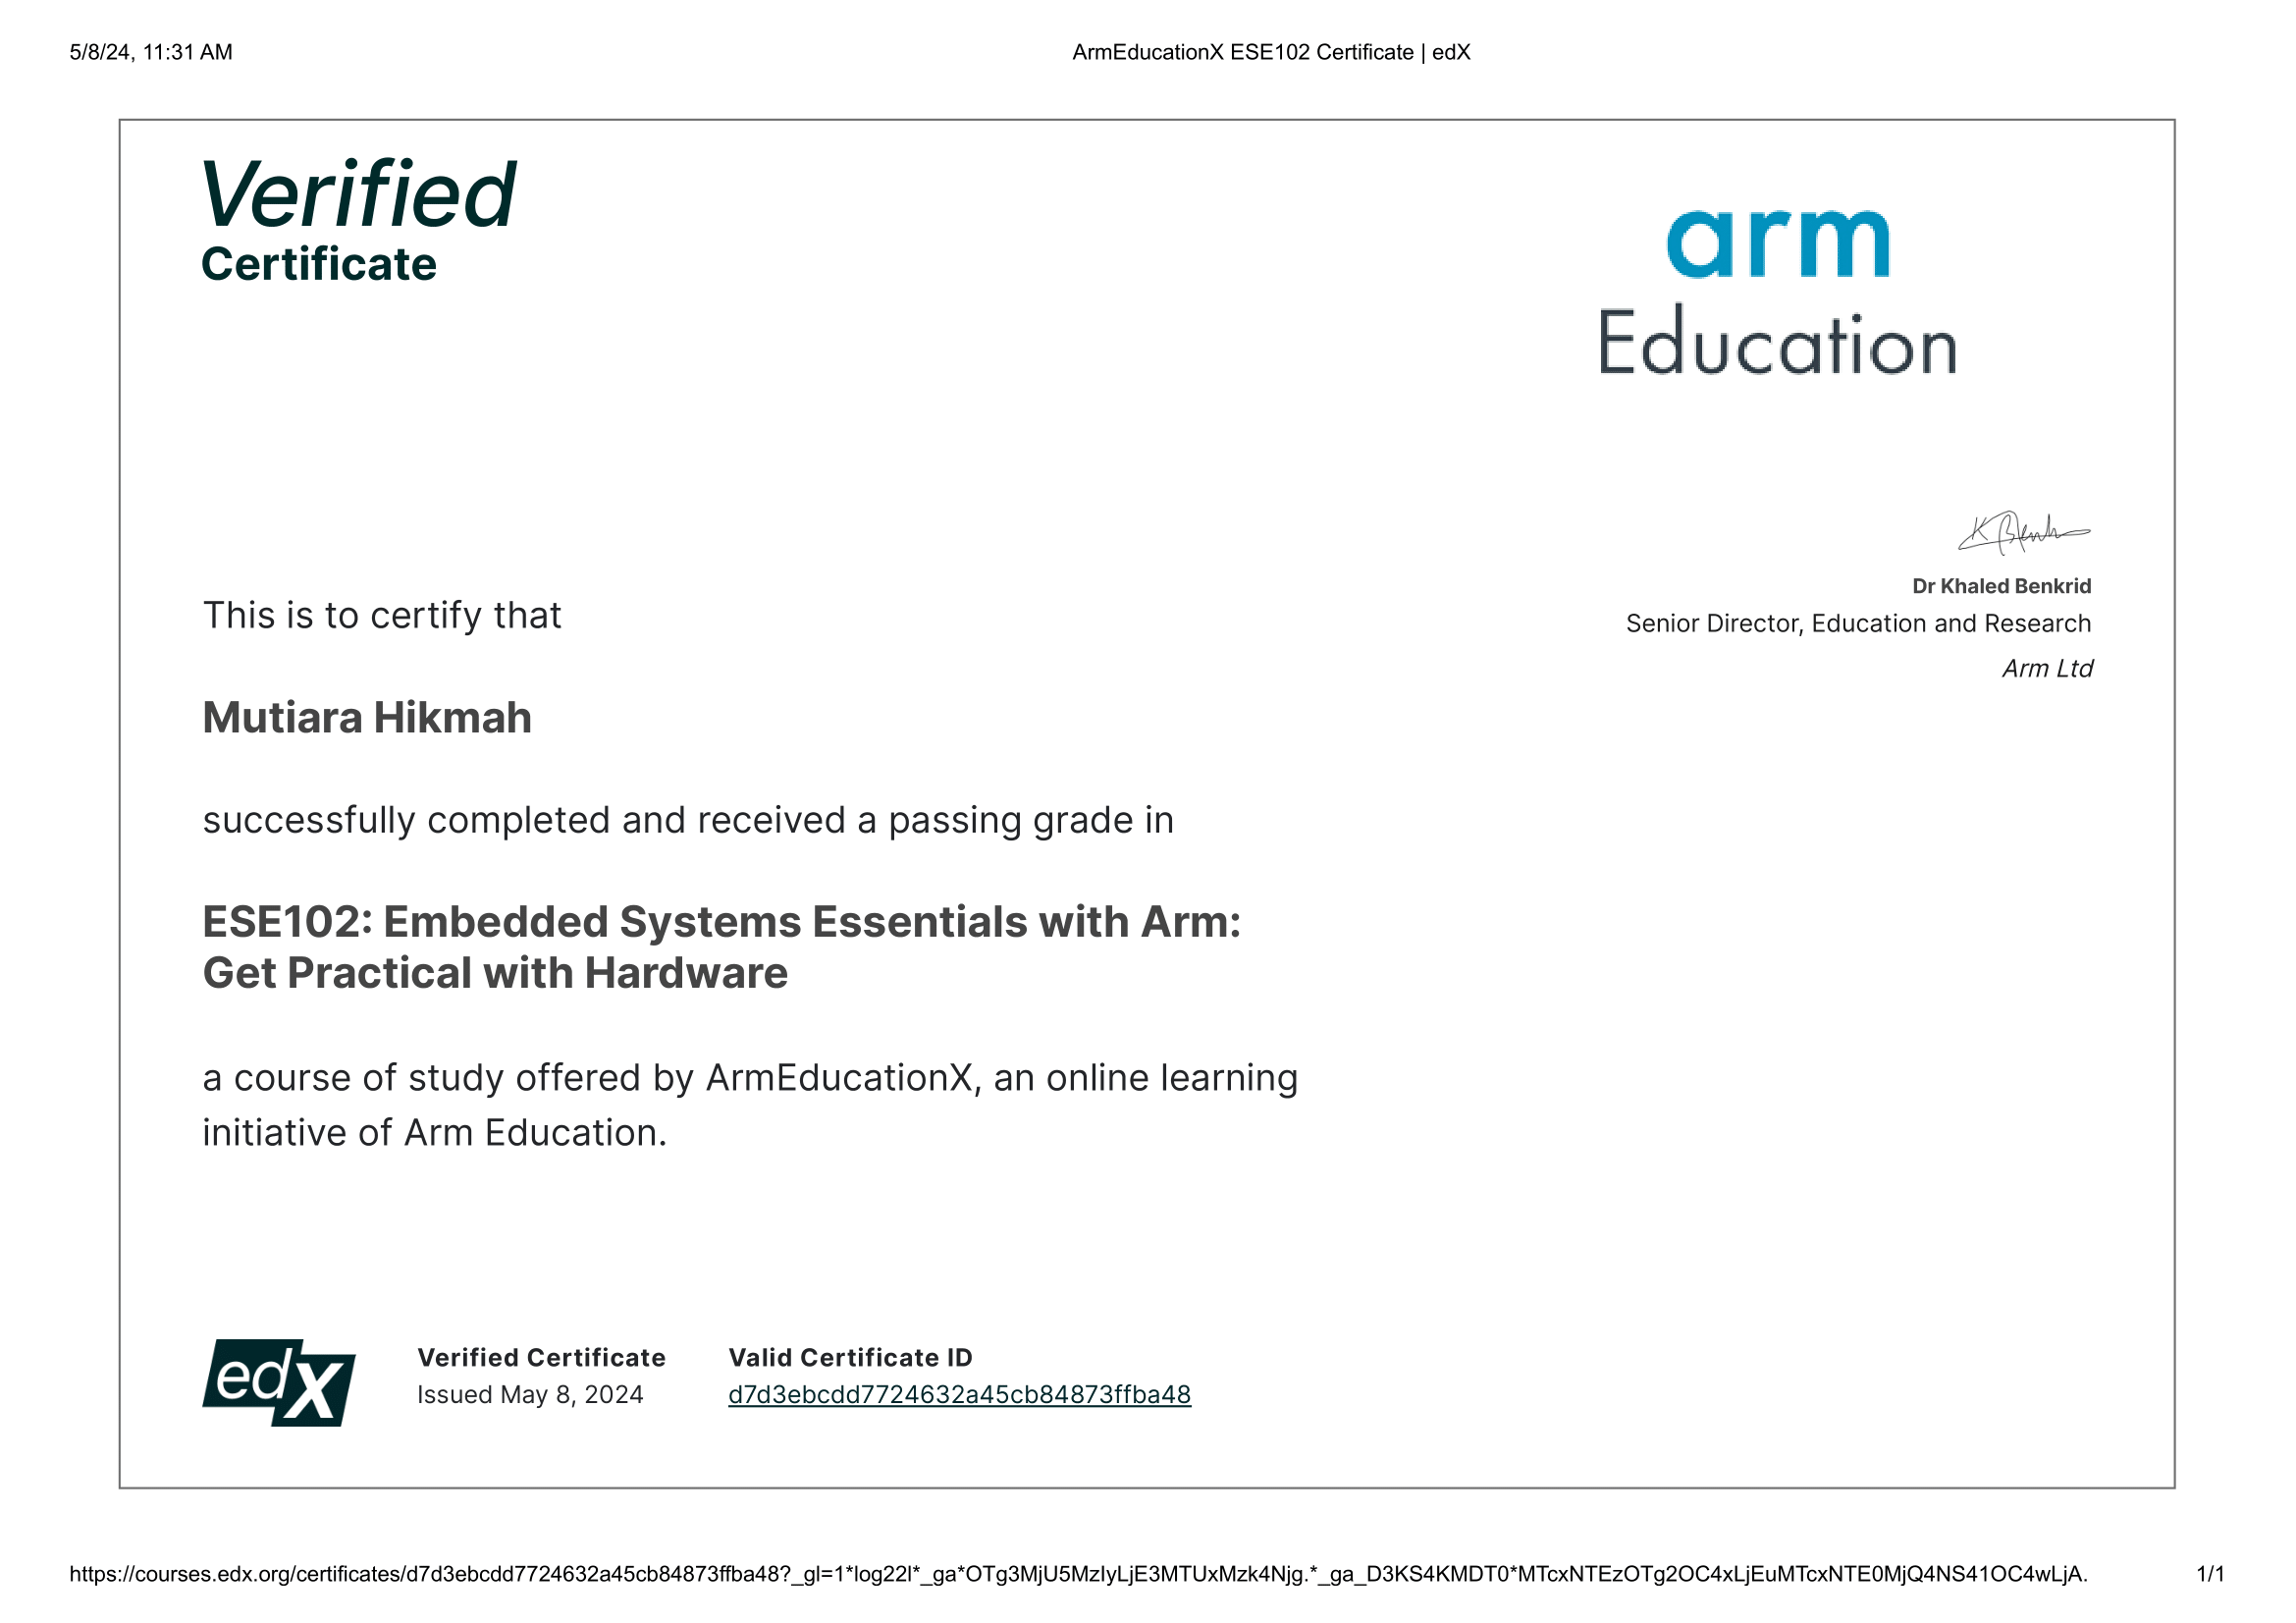 5/8/24, 11:31 AM
ArmEducationX ESE102 Certificate | edX
Verified
Certificate
arm
Education
Dr Khaled Benkrid
Senior Director, Education and Research
Arm Ltd
This is to certify that
Mutiara Hikmah
successfully completed and received a passing grade in
ESE102: Embedded Systems Essentials with Arm:
Get Practical with Hardware
a course of study offered by ArmEducationX, an online learning
initiative of Arm Education.
edX
Verified Certificate
Issued May 8, 2024
Valid Certificate ID
d7d3ebcdd7724632a45cb84873ffba48
https://courses.edx.org/certificates/d7d3ebcdd7724632a45cb84873ffba48?_gl=1*log22l*_ga*OTg3MjU5MzIyLjE3MTUxMzk4Njg.*_ga_D3KS4KMDT0*MTcxNTEzOTg2OC4xLjEuMTcxNTE0MjQ4NS41OC4wLjA.
1/1